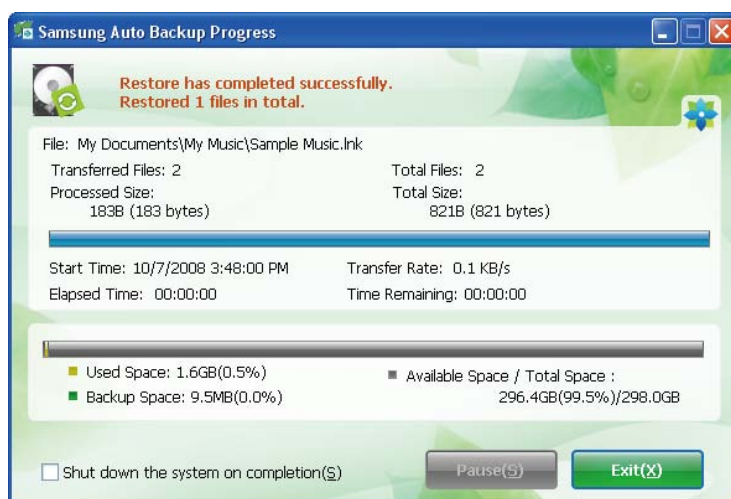 Samsung Auto Backup Progress
Restore has completed successfully.
Restored 1 files in total.
File: My Documents\My Music\Sample Music.lnk
Transferred Files: 2
Total Files: 2
Processed Size:
Total Size:
183B (183 bytes)
821B (821 bytes)
Start Time: 10/7/2008 3:48:00 PM
Transfer Rate: 0.1 KB/s
Elapsed Time: 00:00:00
Time Remaining: 00:00:00
Used Space: 1.6GB(0.5%)
Available Space / Total Space :
Backup Space: 9.5MB(0.0%)
296.4GB(99.5%)/298.0GB
Shut down the system on completion(S)
Pause(S)
Exit(X)